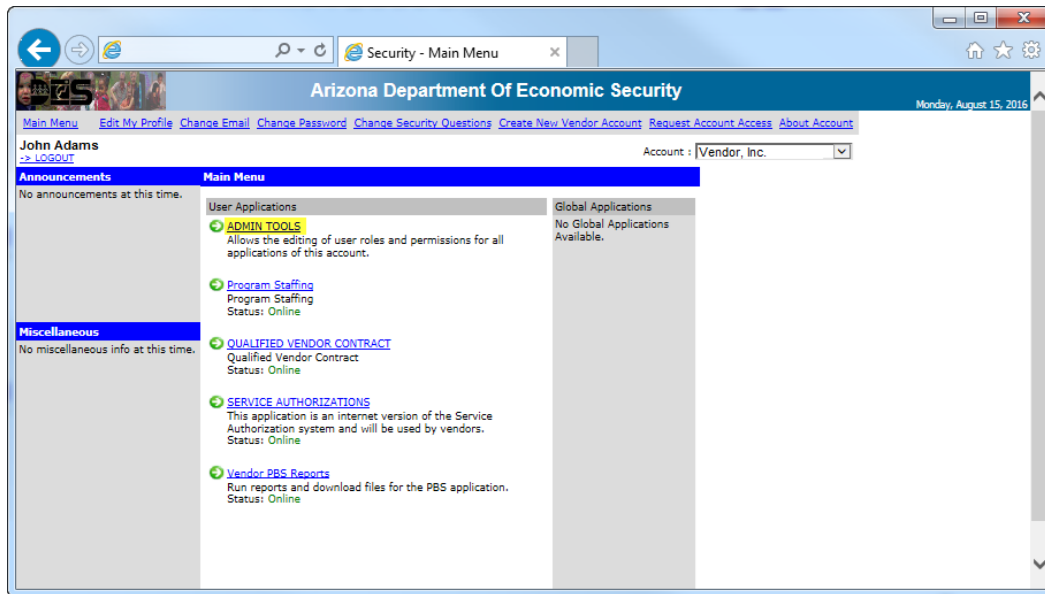 Security - Main Menu
DES
Arizona Department Of Economic Security
Monday, August 15, 2016
Main Menu Edit My Profile Change Email Change Password Change Security Questions Create New Vendor Account Request Account Access About Account
John Adams
-> LOGOUT
Account : Vendor, Inc.
Announcements
No announcements at this time.
Miscellaneous
No miscellaneous info at this time.
Main Menu
User Applications
ADMIN TOOLS
Allows the editing of user roles and permissions for all
applications of this account.
Program Staffing
Program Staffing
Status: Online
QUALIFIED VENDOR CONTRACT
Qualified Vendor Contract
Status: Online
SERVICE AUTHORIZATIONS
This application is an internet version of the Service
Authorization system and will be used by vendors.
Status: Online
Vendor PBS Reports
Run reports and download files for the PBS application.
Status: Online
Global Applications
No Global Applications
Available.